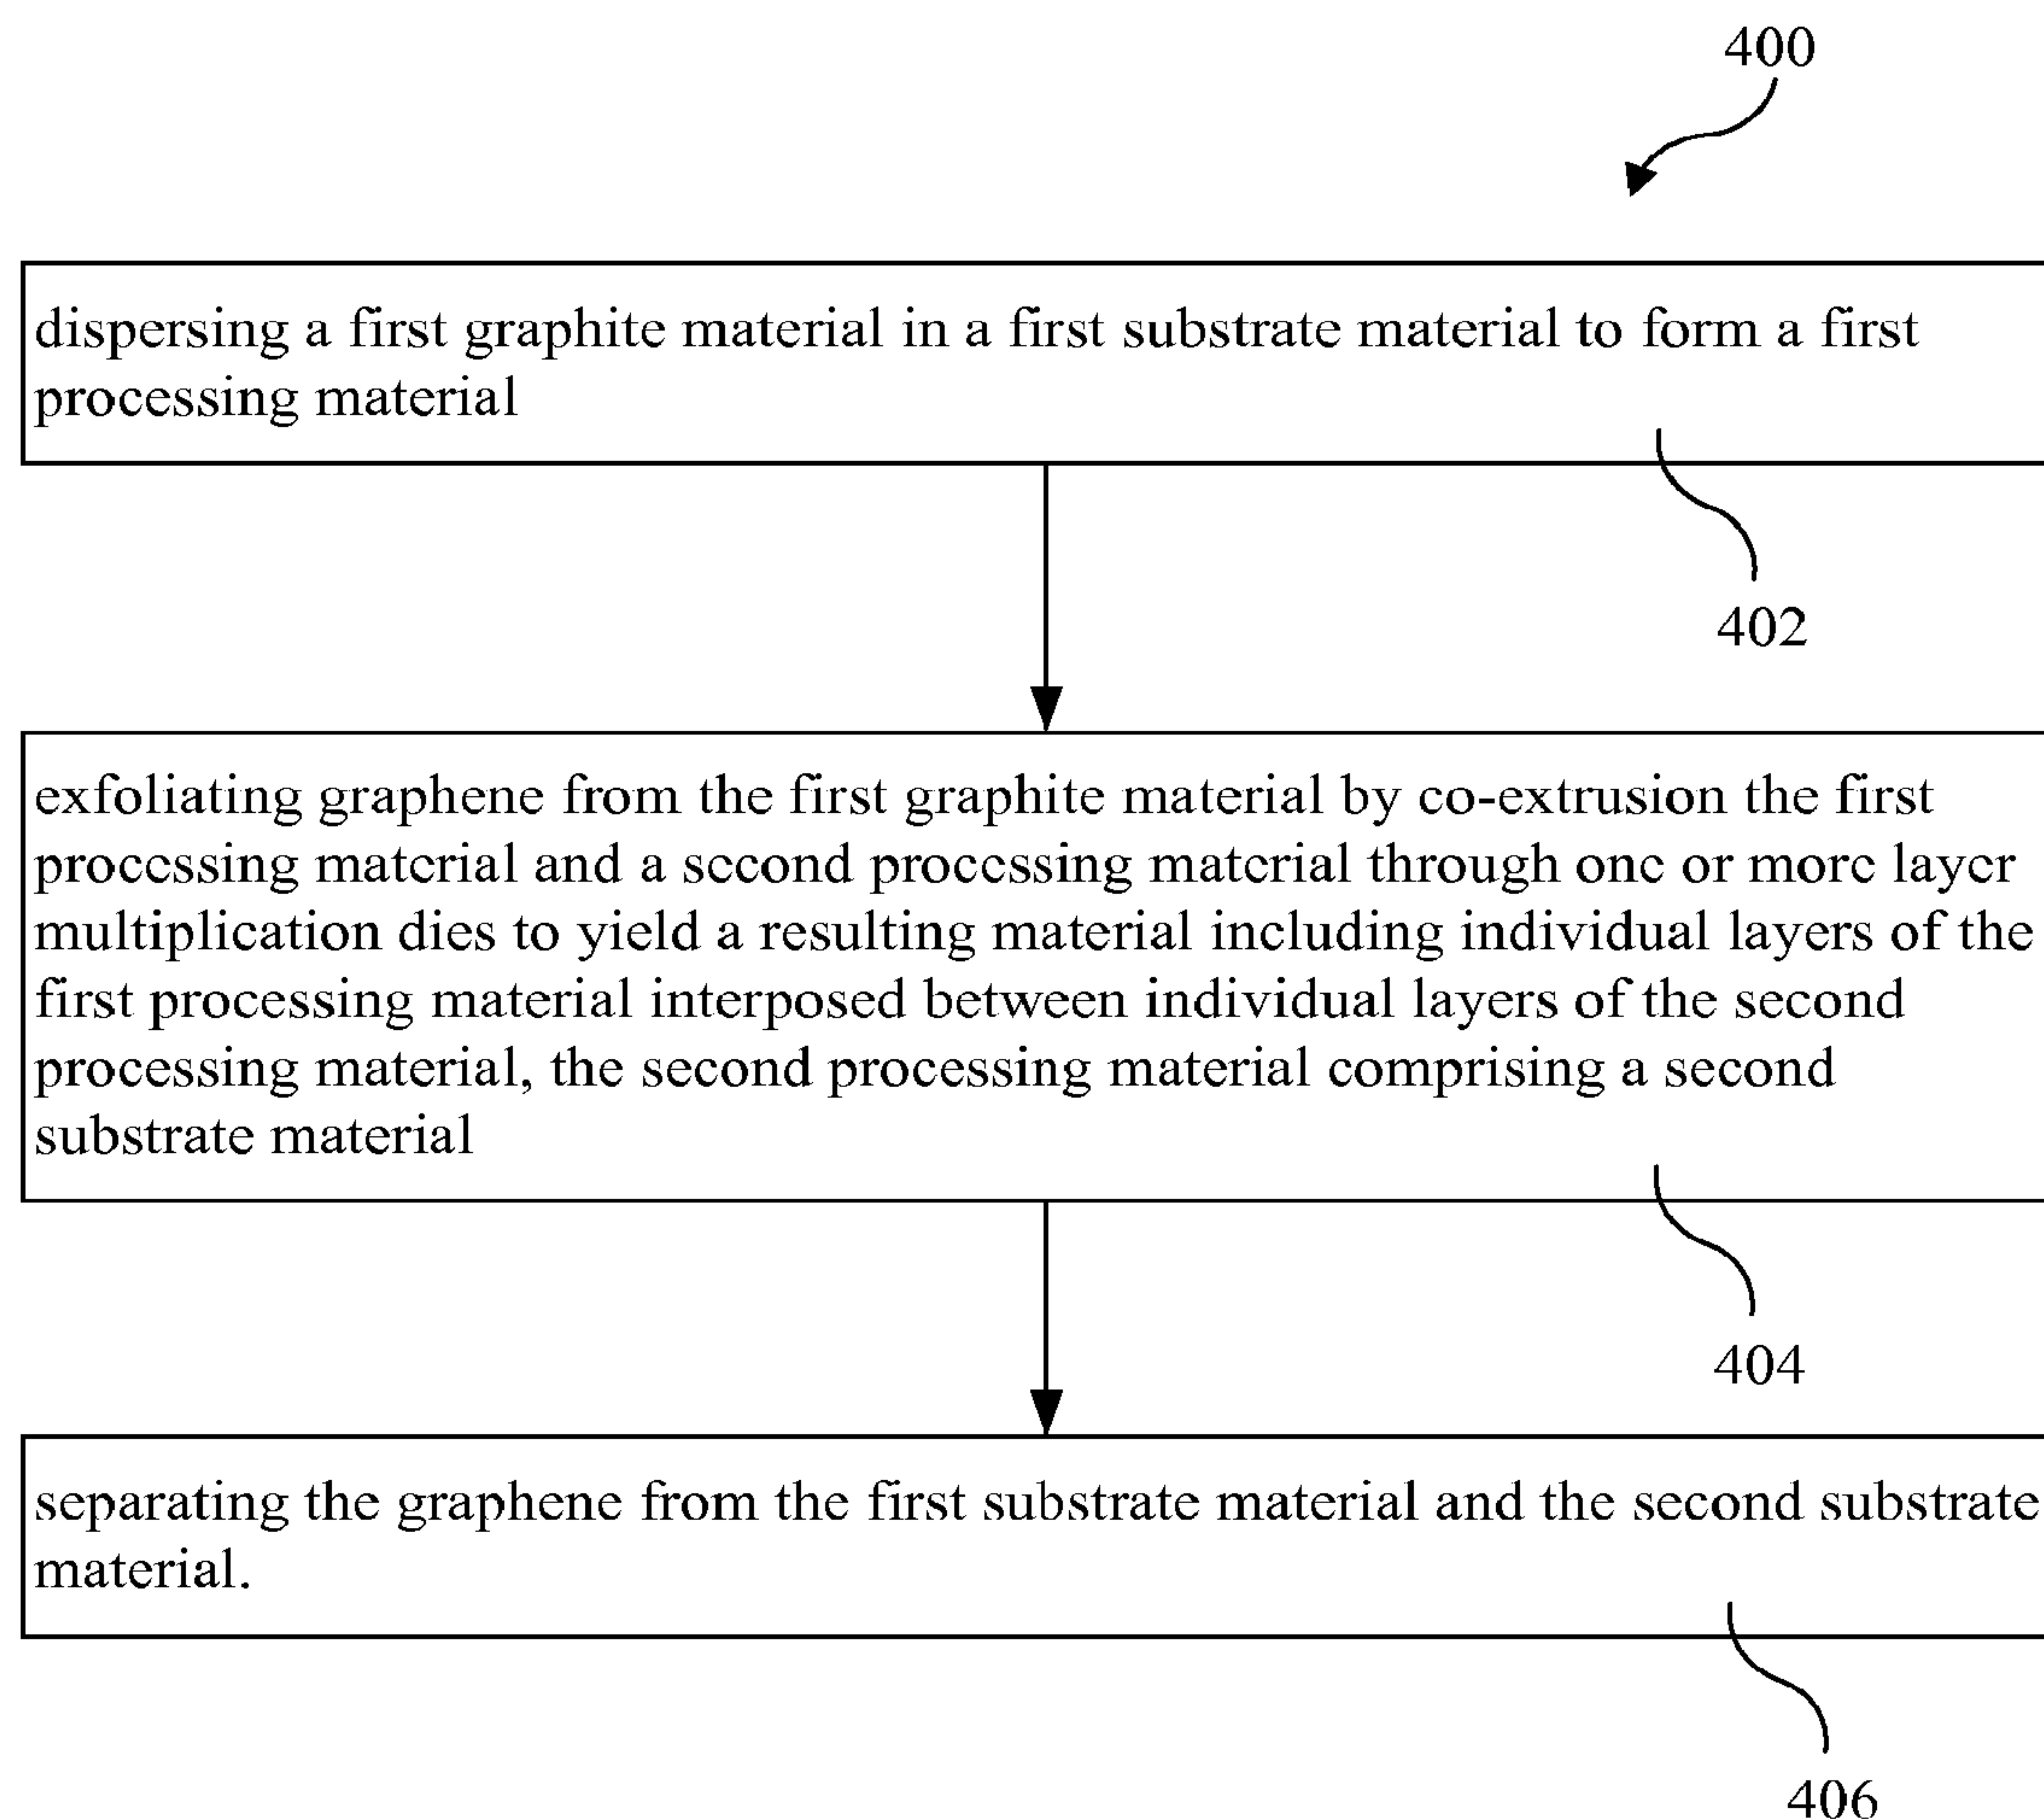 400
dispersing a first graphite material in a first substrate material to form a first
processing material
402
exfoliating graphene from the first graphite material by co-extrusion the first
processing material and a second processing material through one or more layer
multiplication dies to yield a resulting material including individual layers of the
first processing material interposed between individual layers of the second
processing material, the second processing material comprising a second
substrate material
404
separating the graphene from the first substrate material and the second substrate
material.
406